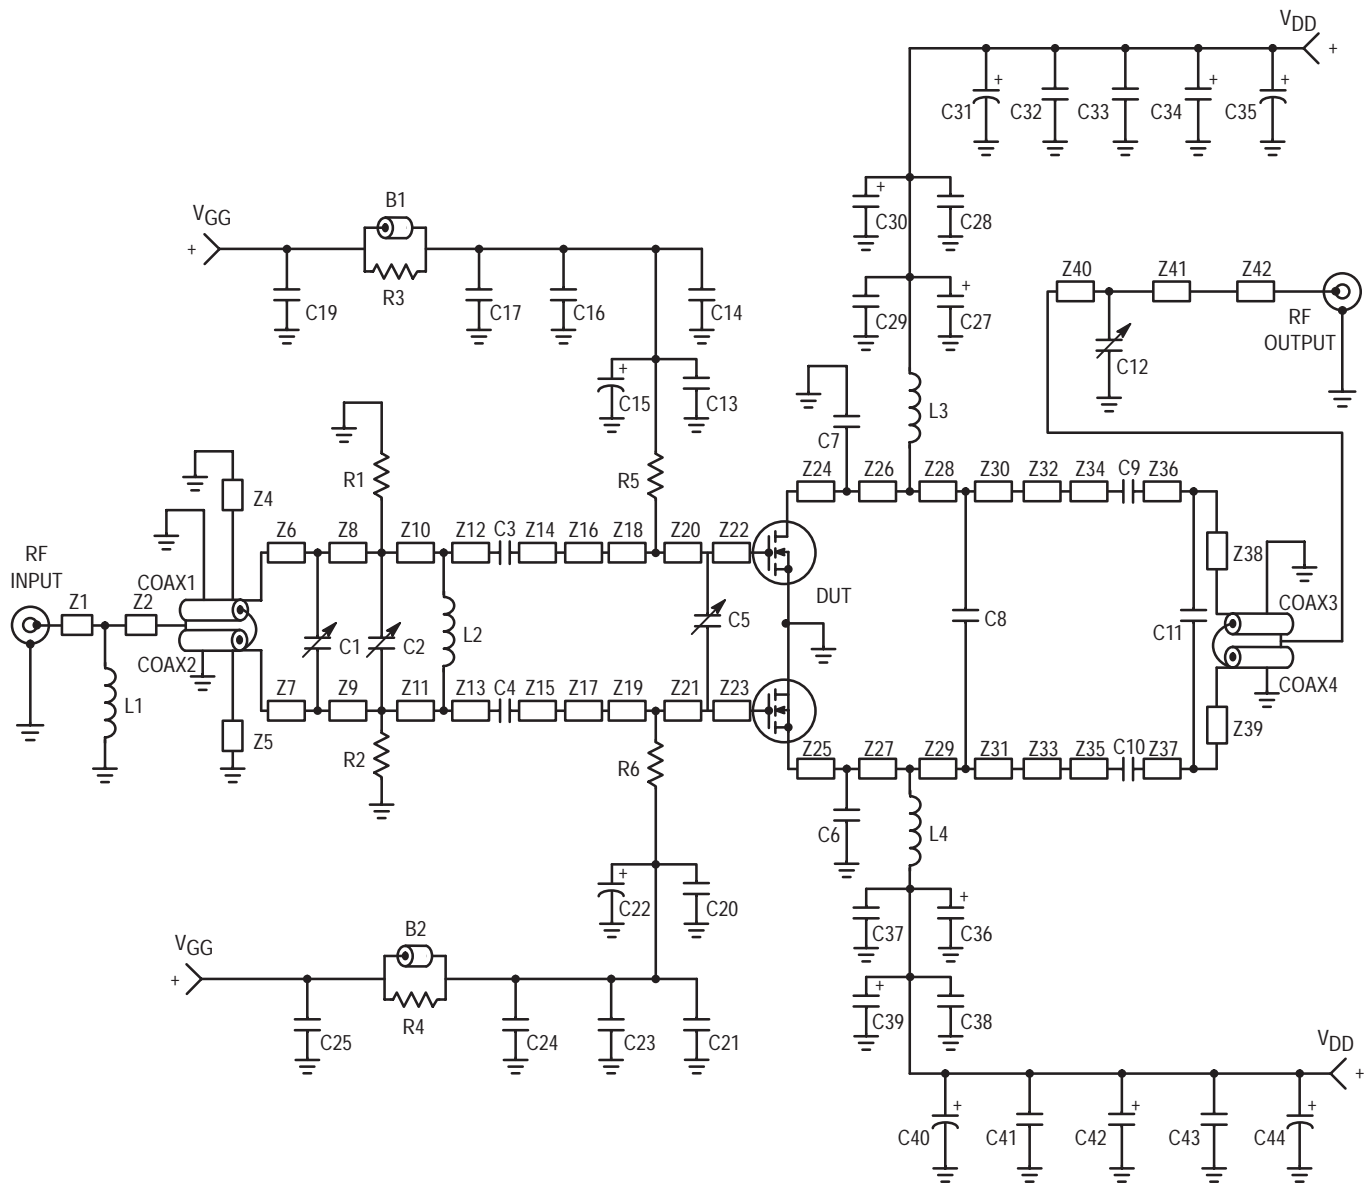 VDD
+
+
+
+
C31
C32
C33
C34
C35
B1
VGG
+
R3
C19
C17
C16
C14
+
C30
C28
+
C29
C27
Z40
Z41
Z42
RF
OUTPUT
C12
+
C15
C13
L3
C7
R1
R5
Z24
Z26
Z28
Z30
Z32
Z34
C9
Z36
Z4
Z6
Z8
Z10
Z12
C3
Z14
Z16
Z18
Z20
Z22
RF
INPUT
COAX1
Z1
Z2
COAX2
DUT
Z38
COAX3
C1
C2
L2
C5
C8
C11
COAX4
L1
Z7
Z9
Z11
Z13
C4
Z15
Z17
Z19
Z21
Z23
Z5
Z39
R2
R6
Z25
Z27
Z29
Z31
Z33
Z35
C10
Z37
C6
L4
+
C22
C20
+
C37
C36
B2
VGG
+
R4
+
C39
C38
C25
C24
C23
C21
VDD
+
+
+
+
C40
C41
C42
C43
C44